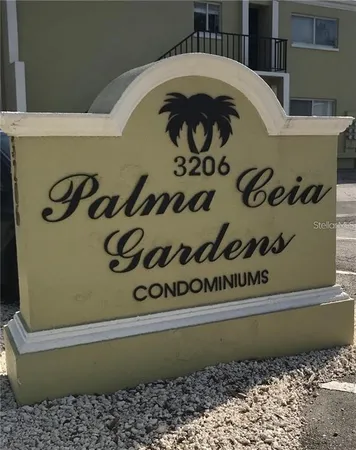 3206
Palma Ceia
Gardens
CONDOMINIUMS